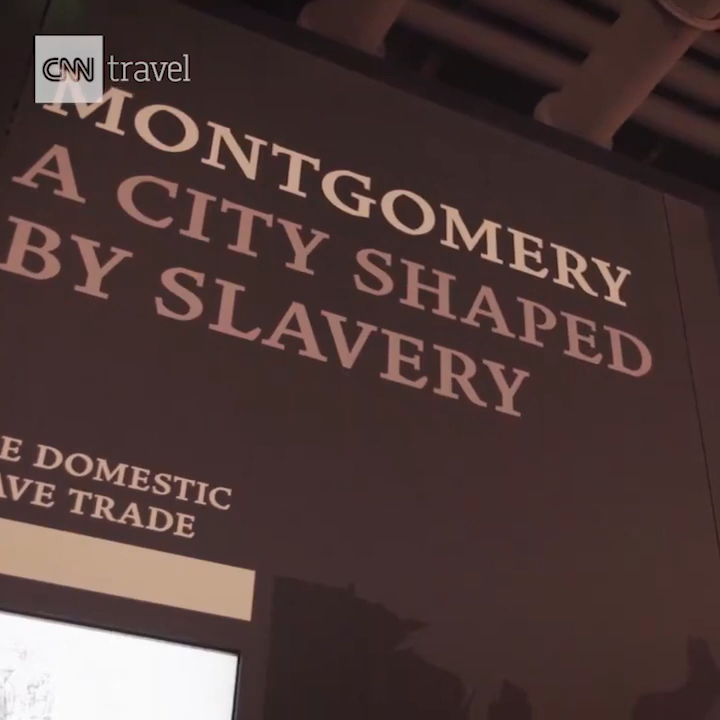 CNN travel
MONTGOMERY
A CITY SHAPED
BY SLAVERY
DOMESTIC
TRADE